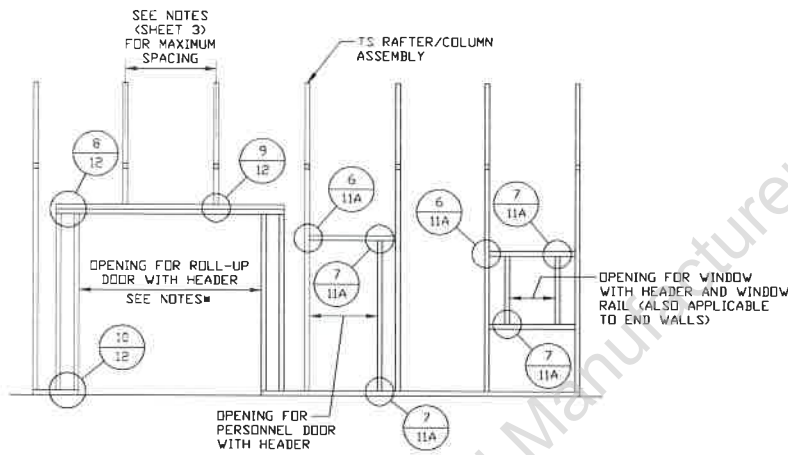 SEE NOTES
(SHEET 3)
FOR MAXIMUM
SPACING
TS RAFTER/COLUMN
ASSEMBLY
8
12
9
12
6
11A
7
11A
6
11A
7
11A
OPENING FOR ROLL-UP
DOOR WITH HEADER
SEE NOTES*
OPENING FOR WINDOW
WITH HEADER AND WINDOW
RAIL (ALSO APPLICABLE
TO END WALLS)
10
12
7
11A
OPENING FOR
PERSONNEL DOOR
WITH HEADER
7
11A
Manufacturer